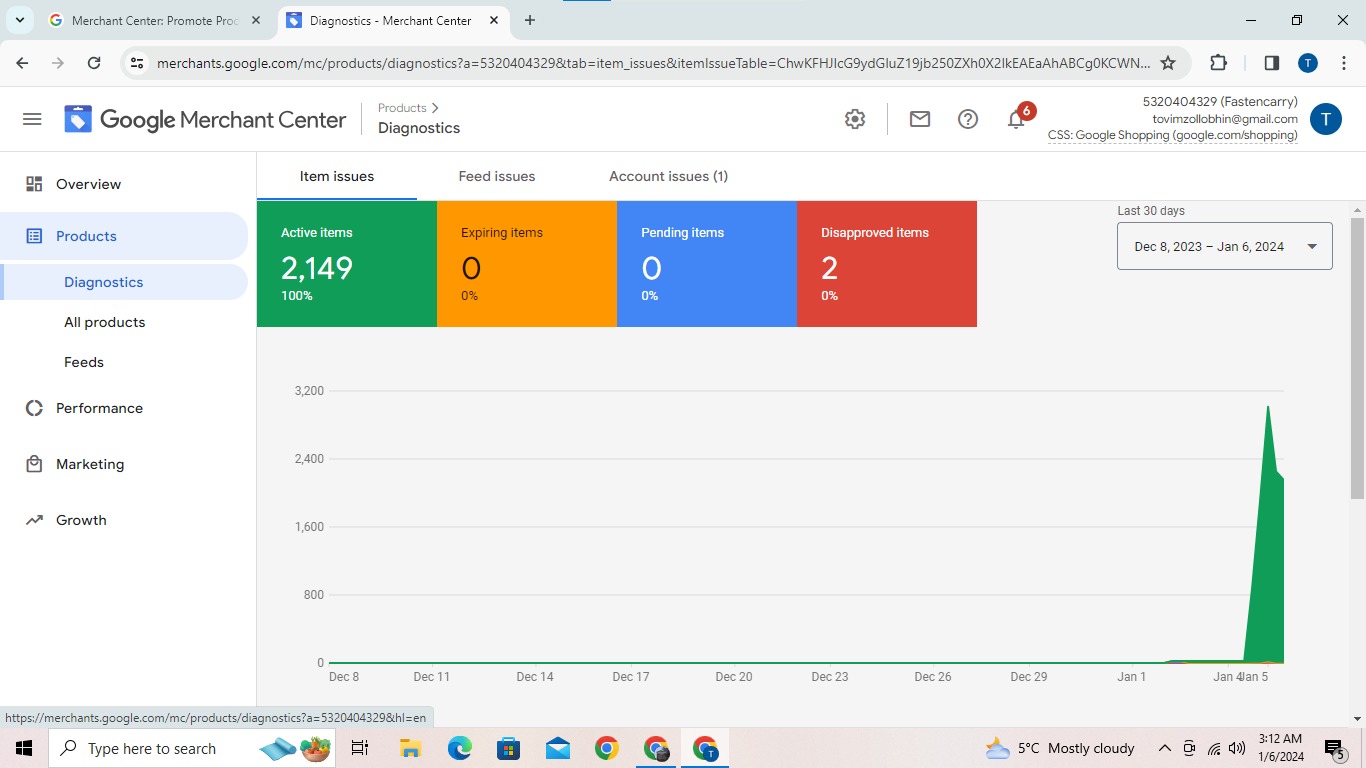 Merchant Center: Promote Proc
Diagnostics - Merchant Center
merchants.google.com/mc/products/diagnostics?a=5320404329&tab=item_issues&itemIssueTable=ChwKFHJlcG9ydGluZ19jb250ZXh0X2lkEAEaAhABCg0KCWN...
T
Google Merchant Center
Products
Diagnostics
6
5320404329 (Fastencarry)
tovimzollobhin@gmail.com
CSS: Google Shopping (google.com/shopping)
T
Overview
Products
Diagnostics
All products
Feeds
Performance
Marketing
Growth
Item issues
Feed issues
Account issues (1)
Active items
2,149
100%
Expiring items
0
0%
Pending items
0
0%
Disapproved items
2
0%
Last 30 days
Dec 8, 2023 – Jan 6, 2024
3,200
2,400
1,600
800
0
Dec 8
Dec 11
Dec 14
Dec 17
Dec 20
Dec 23
Dec 26
Dec 29
Jan 1
Jan 4
Jan 5
https://merchants.google.com/mc/products/diagnostics?a=5320404329&hl=en
Type here to search
T
5°C Mostly cloudy
3:12 AM
1/6/2024
5